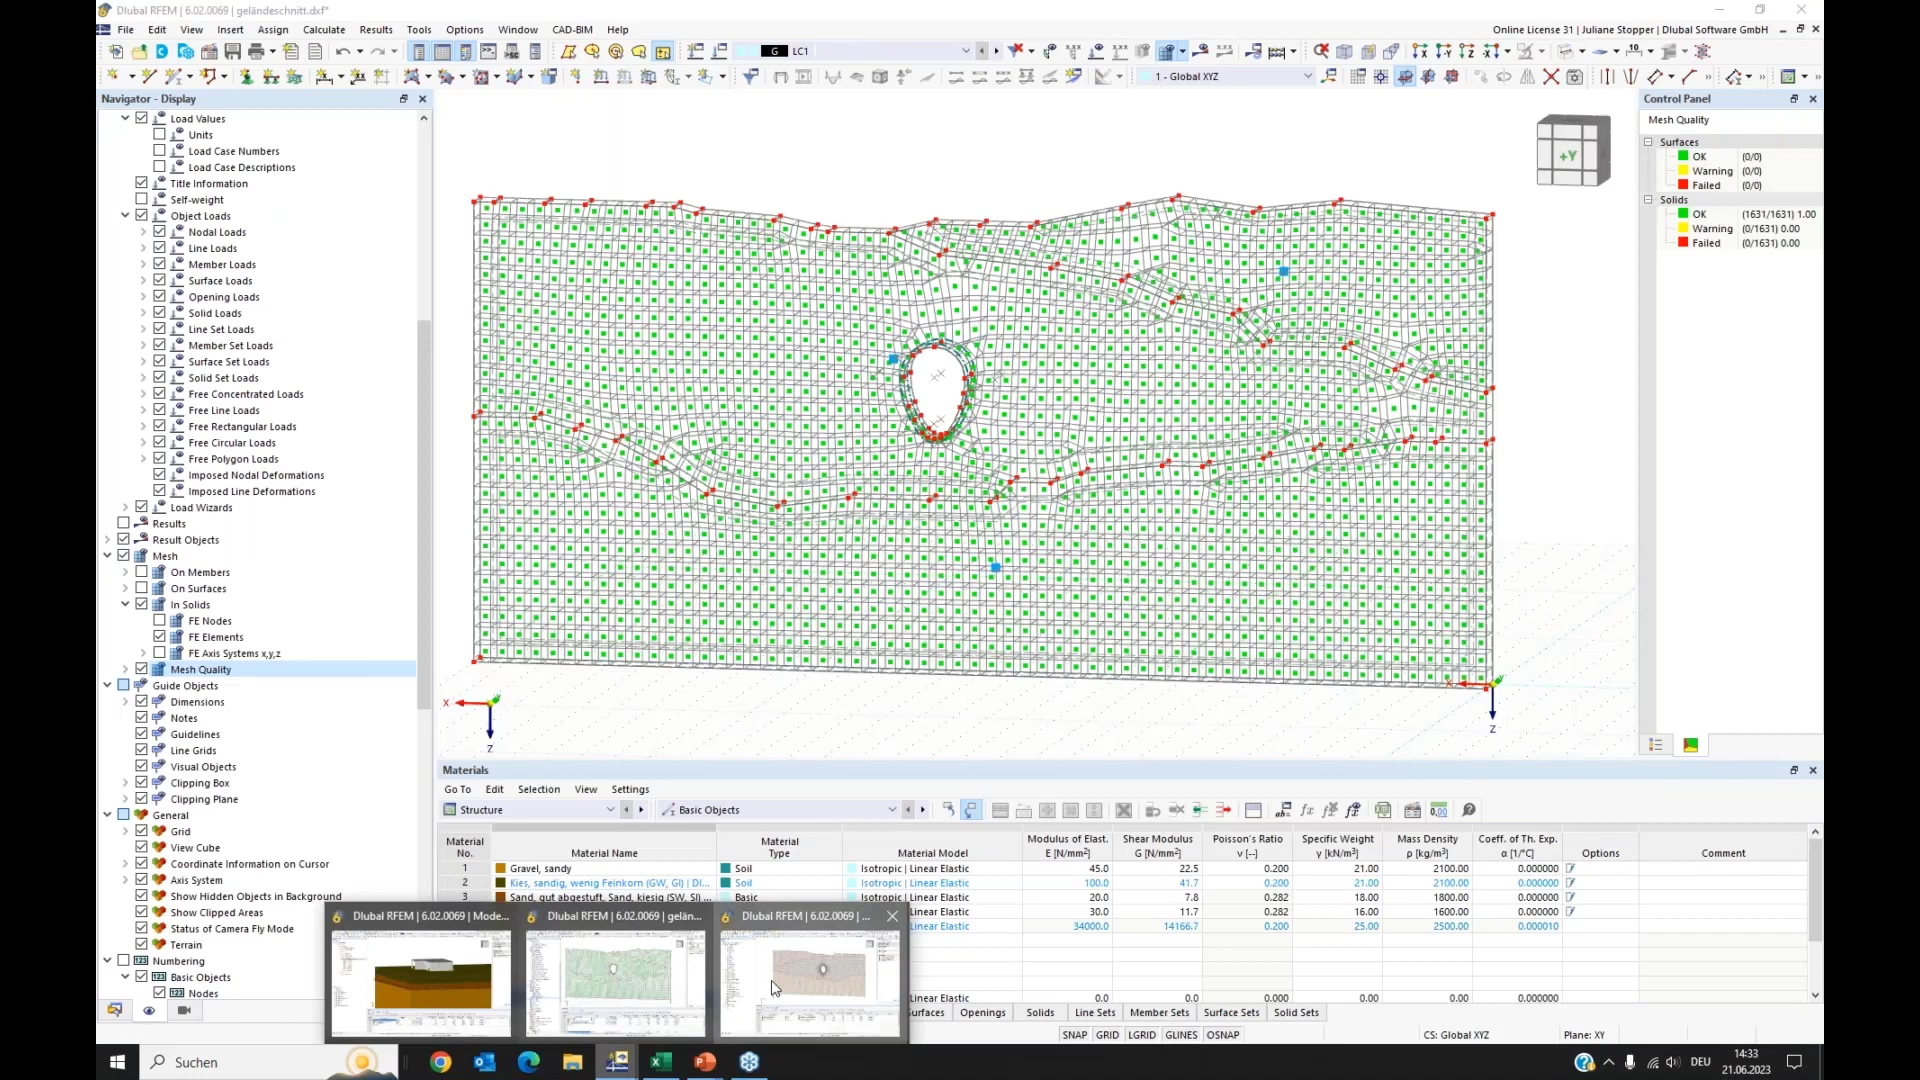 Dlubal RFEM | 6.02.0069 | geländeschnitt.dxf*
File Edit View Insert Assign Calculate Results Tools Options Window CAD-BIM Help
Online License 31 | Juliane Stopper | Dlubal Software GmbH
G LC1
1 - Global XYZ
Navigator - Display
Load Values
Units
Load Case Numbers
Load Case Descriptions
Title Information
Self-weight
Object Loads
Nodal Loads
Line Loads
Member Loads
Surface Loads
Opening Loads
Solid Loads
Line Set Loads
Member Set Loads
Surface Set Loads
Solid Set Loads
Free Concentrated Loads
Free Line Loads
Free Rectangular Loads
Free Circular Loads
Free Polygon Loads
Imposed Nodal Deformations
Imposed Line Deformations
Load Wizards
Results
Result Objects
Mesh
On Members
On Surfaces
In Solids
FE Nodes
FE Elements
FE Axis Systems x,y,z
Mesh Quality
Guide Objects
Dimensions
Notes
Guidelines
Line Grids
Visual Objects
Clipping Box
Clipping Plane
General
Grid
View Cube
Coordinate Information on Cursor
Axis System
Show Hidden Objects in Background
Show Clipped Areas
Status of Camera Fly Mode
Terrain
Numbering
Basic Objects
Nodes
+Y
X
Z
X
Z
Control Panel
Mesh Quality
Surfaces
OK (0/0)
Warning (0/0)
Failed (0/0)
Solids
OK (1631/1631) 1.00
Warning (0/1631) 0.00
Failed (0/1631) 0.00
Materials
Go To Edit Selection View Settings
Structure Basic Objects
Material No. Material Name Material Type Material Model Modulus of Elast. E [N/mm²] Shear Modulus G [N/mm²] Poisson's Ratio ν [--] Specific Weight γ [kN/m³] Mass Density ρ [kg/m³] Coeff. of Th. Exp. α [1/°C] Options Comment
1 Gravel, sandy Soil Isotropic | Linear Elastic 45.0 22.5 0.200 21.00 2100.00 0.000000
2 Kies, sandig, wenig Feinkorn (GW, GI) | DI... Soil Isotropic | Linear Elastic 100.0 41.7 0.200 21.00 2100.00 0.000000
3 Sand, gut abgestuft, Sand, kiesig (SW, SI) ... Basic Isotropic | Linear Elastic 20.0 7.8 0.282 18.00 1800.00 0.000000
Linear Elastic 30.0 11.7 0.282 16.00 1600.00 0.000000
Linear Elastic 34000.0 14166.7 0.200 25.00 2500.00 0.000010
Linear Elastic 0.0 0.0 0.000 0.00 0.00 0.000000
Dlubal RFEM | 6.02.0069 | Mode...
Dlubal RFEM | 6.02.0069 | gelän...
Dlubal RFEM | 6.02.0069 | ...
Surfaces Openings Solids Line Sets Member Sets Surface Sets Solid Sets
SNAP GRID LGRID GLINES OSNAP
CS: Global XYZ
Plane: XY
Suchen
DEU
14:33
21.06.2023